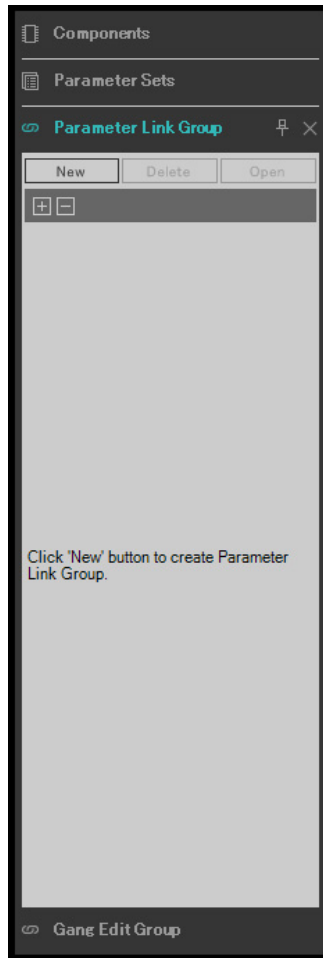 Components
Parameter Sets
Parameter Link Group
New Delete Open
Click 'New' button to create Parameter
Link Group.
Gang Edit Group